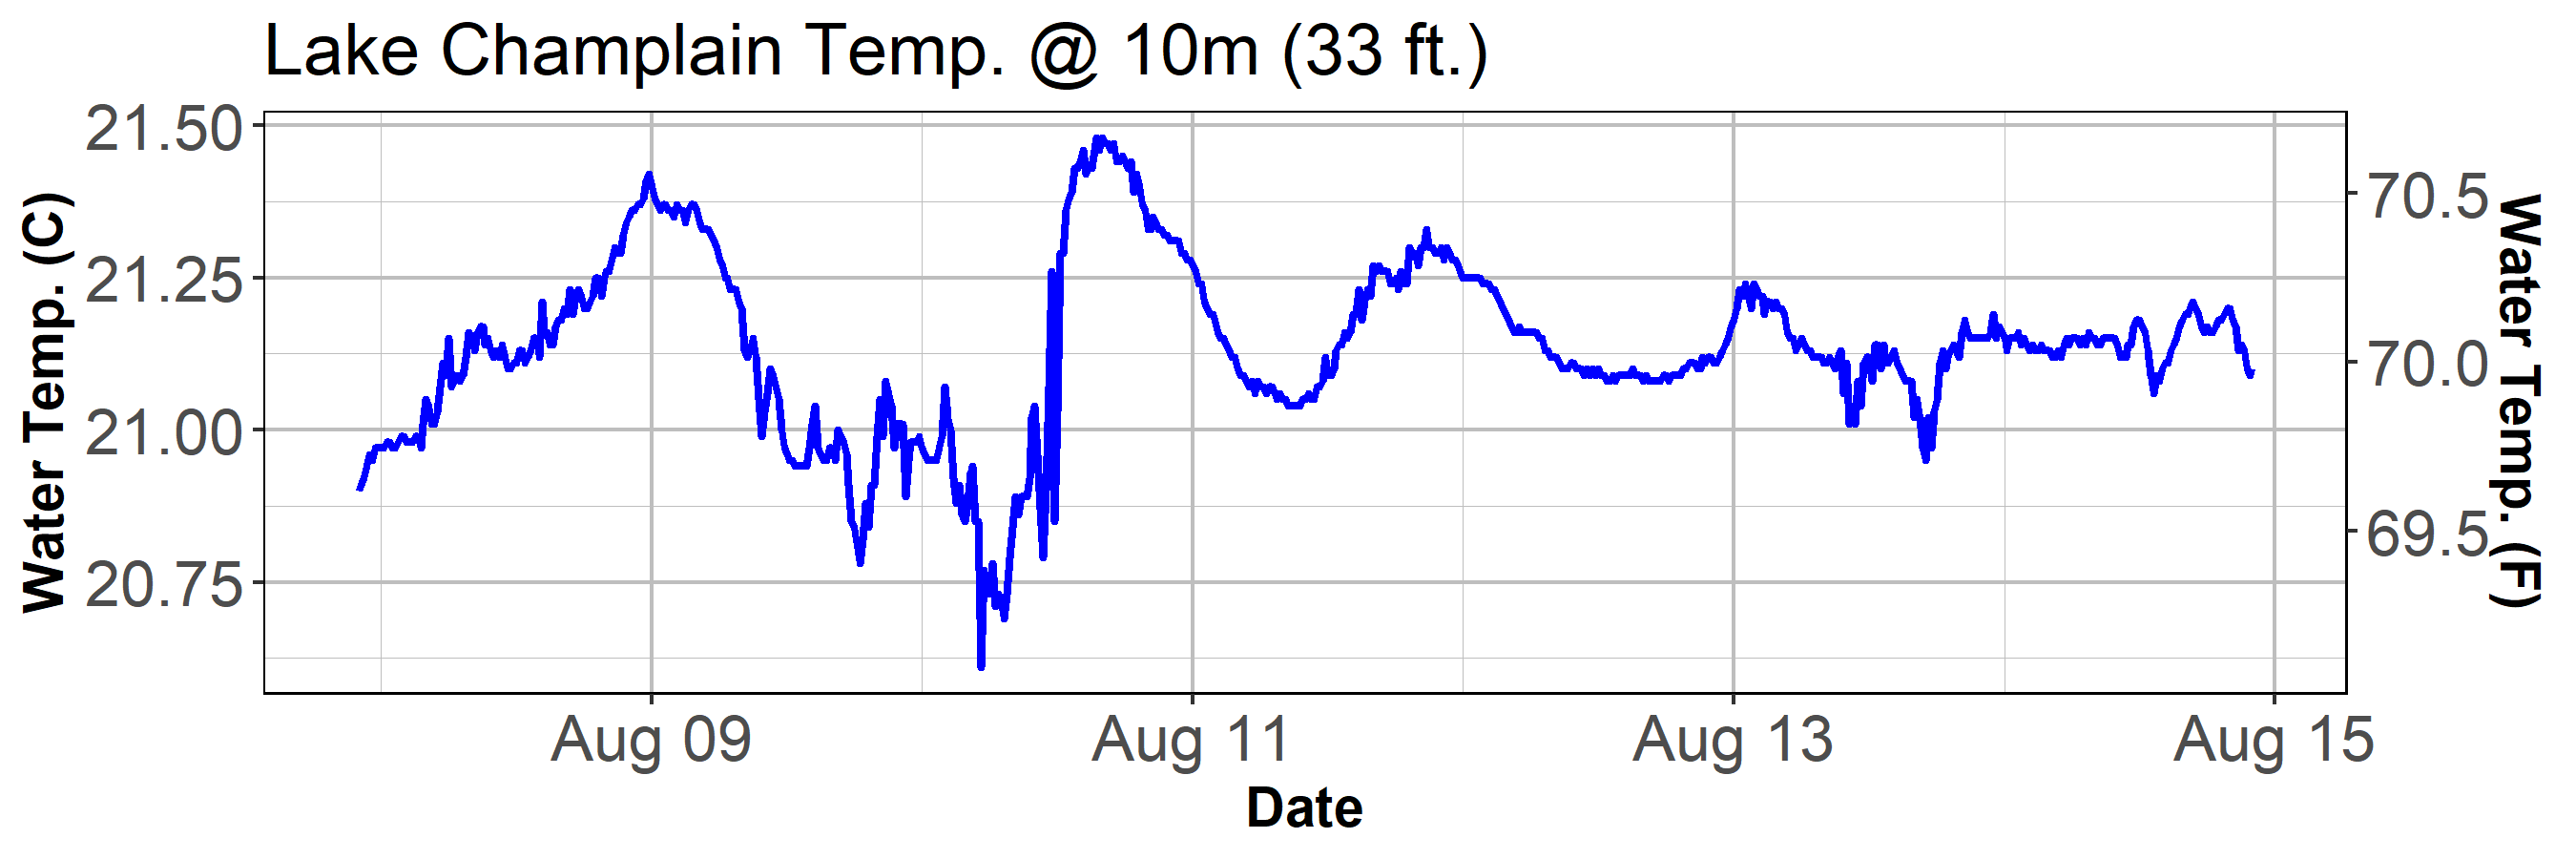 Lake Champlain Temp. @ 10m (33 ft.)
Water Temp. (C)
21.50
21.25
21.00
20.75
70.5
70.0
69.5
Water Temp. (F)
Aug 09 Aug 11 Aug 13 Aug 15
Date